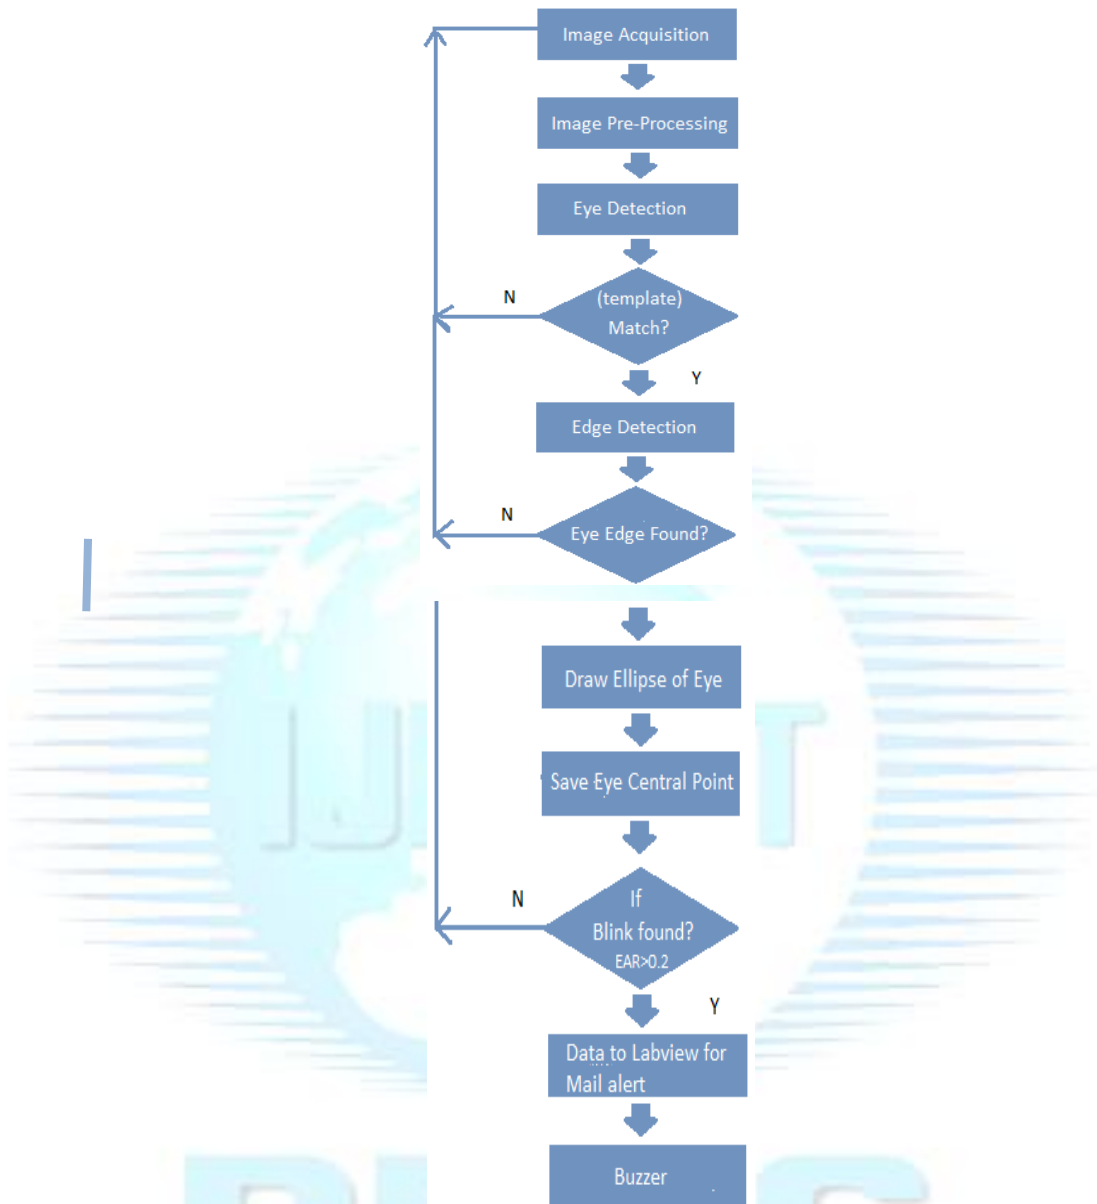 Image Acquisition
Image Pre-Processing
Eye Detection
N
(template)
Match?
Y
Edge Detection
N
Eye Edge Found?
Draw Ellipse of Eye
Save Eye Central Point
N
If
Blink found?
EAR>0.2
Y
Data to Labview for
Mail alert
Buzzer